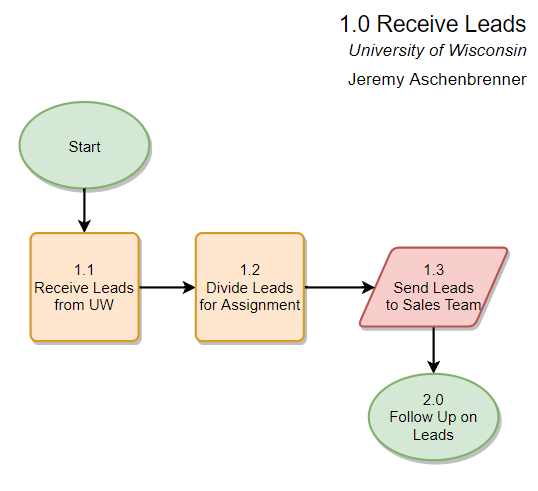 1.0 Receive Leads
University of Wisconsin
Jeremy Aschenbrenner
Start
1.1
Receive Leads
from UW
1.2
Divide Leads
for Assignment
1.3
Send Leads
to Sales Team
2.0
Follow Up on
Leads